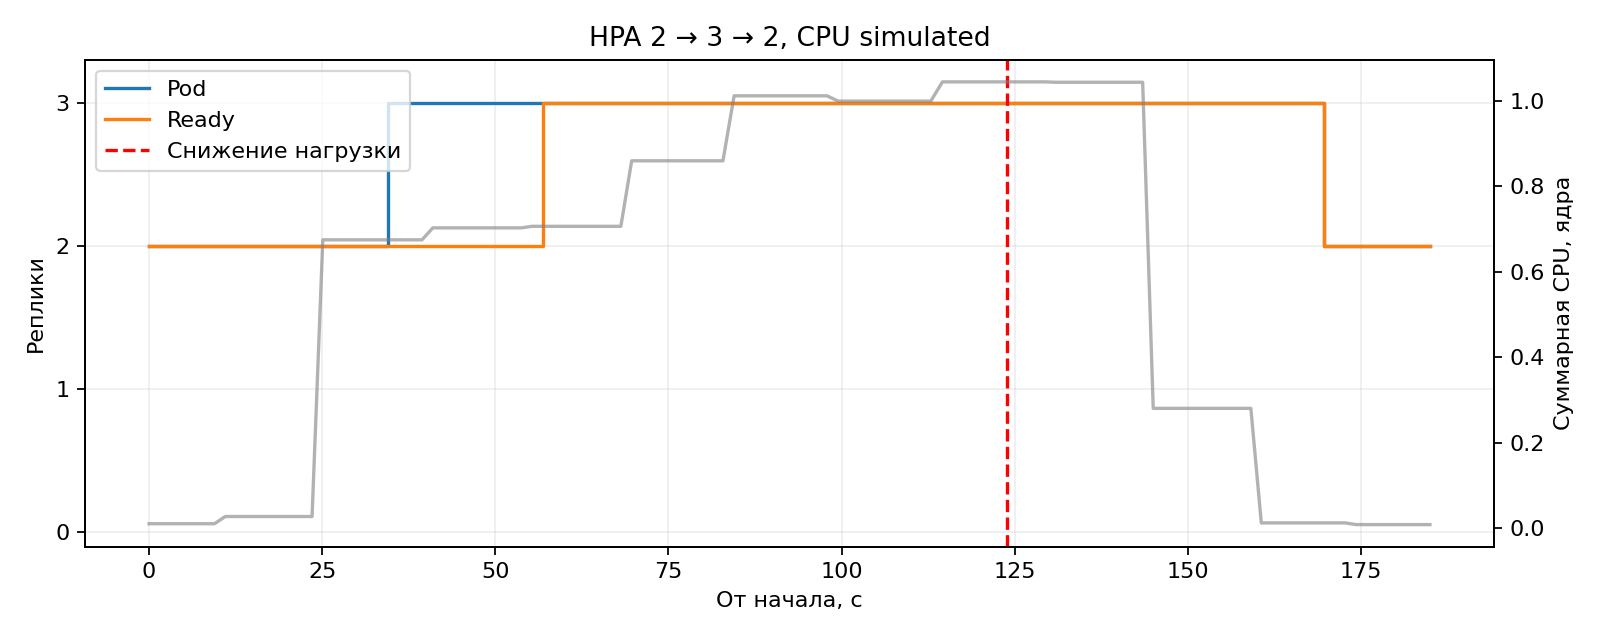 HPA 2 → 3 → 2, CPU simulated
Pod
Ready
Снижение нагрузки
Реплики
3
2
1
0
1.0
0.8
0.6
0.4
0.2
0.0
Суммарная CPU, ядра
0 25 50 75 100 125 150 175
От начала, с